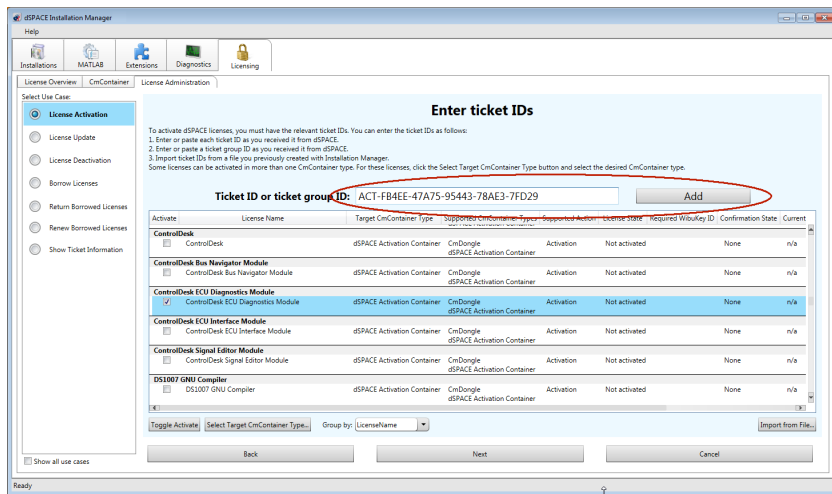 dSPACE Installation Manager
Help
Installations MATLAB Extensions Diagnostics Licensing
License Overview CmContainer License Administration
Select Use Case:
License Activation
License Update
License Deactivation
Borrow Licenses
Return Borrowed Licenses
Renew Borrowed Licenses
Show Ticket Information
Show all use cases
Enter ticket IDs
To activate dSPACE licenses, you must have the relevant ticket IDs. You can enter the ticket IDs as follows:
1. Enter or paste each ticket ID as you received it from dSPACE.
2. Enter or paste a ticket group ID as you received it from dSPACE.
3. Import ticket IDs from a file you previously created with Installation Manager.
Some licenses can be activated in more than one CmContainer type. For these licenses, click the Select Target CmContainer Type button and select the desired CmContainer type.
Ticket ID or ticket group ID: ACT-FB4EE-47A75-95443-78AE3-7FD29 Add
Activate License Name Target CmContainer Type Supported CmContainer Types Supported Action License State Required WibuKey ID Confirmation State Current
ControlDesk
ControlDesk dSPACE Activation Container CmDongle Activation Not activated None n/a
dSPACE Activation Container
ControlDesk Bus Navigator Module
ControlDesk Bus Navigator Module dSPACE Activation Container CmDongle Activation Not activated None n/a
dSPACE Activation Container
ControlDesk ECU Diagnostics Module
ControlDesk ECU Diagnostics Module dSPACE Activation Container CmDongle Activation Not activated None n/a
dSPACE Activation Container
ControlDesk ECU Interface Module
ControlDesk ECU Interface Module dSPACE Activation Container CmDongle Activation Not activated None n/a
dSPACE Activation Container
ControlDesk Signal Editor Module
ControlDesk Signal Editor Module dSPACE Activation Container CmDongle Activation Not activated None n/a
dSPACE Activation Container
DS1007 GNU Compiler
DS1007 GNU Compiler dSPACE Activation Container CmDongle Activation Not activated None n/a
dSPACE Activation Container
Toggle Activate Select Target CmContainer Type... Group by: LicenseName Import from File...
Back Next Cancel
Ready